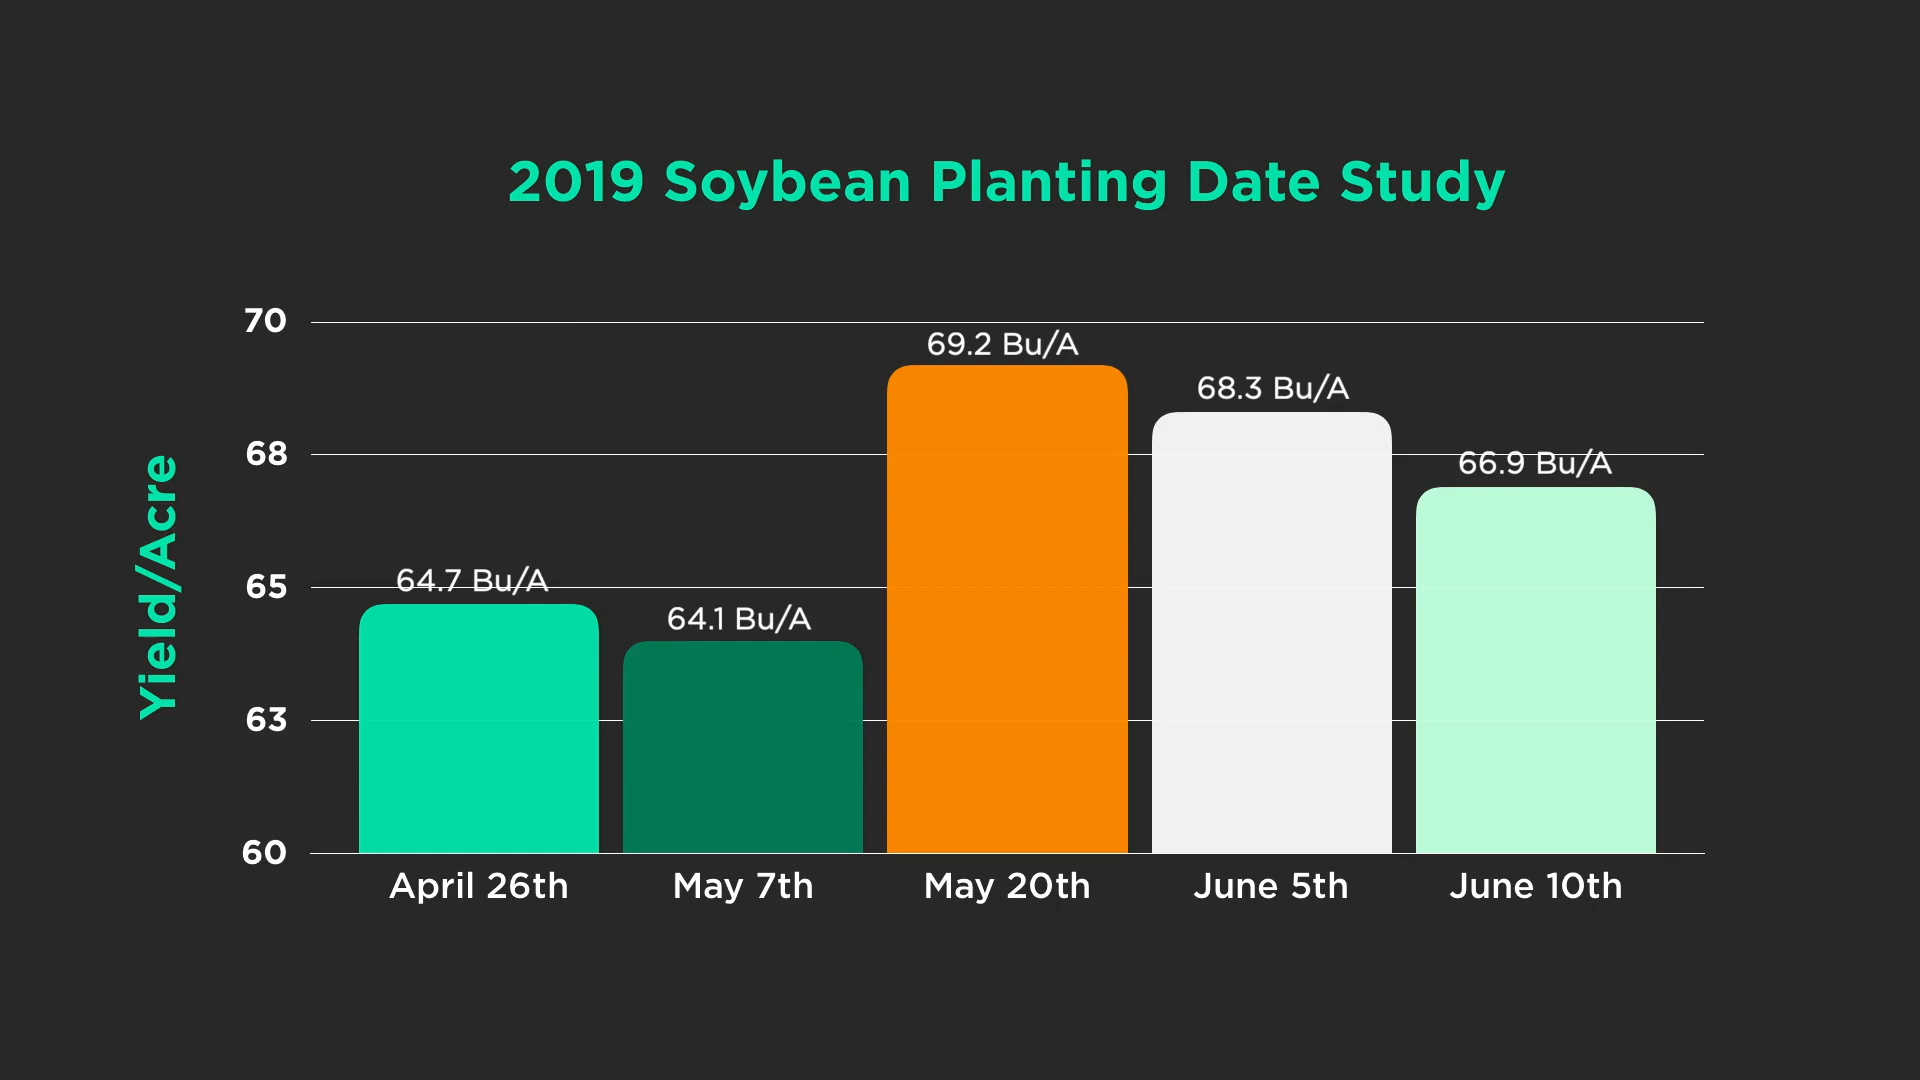 2019 Soybean Planting Date Study
Yield/Acre
70
68
65
63
60
64.7 Bu/A
64.1 Bu/A
69.2 Bu/A
68.3 Bu/A
66.9 Bu/A
April 26th
May 7th
May 20th
June 5th
June 10th